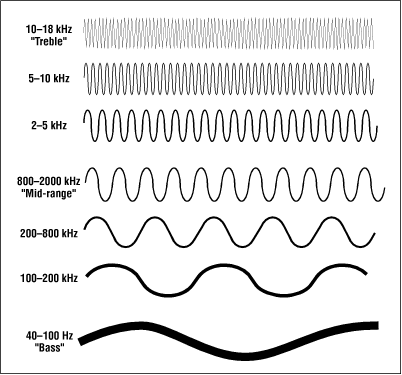 10–18 kHz
"Treble"
5–10 kHz
2–5 kHz
800–2000 kHz
"Mid-range"
200–800 kHz
100–200 kHz
40–100 Hz
"Bass"